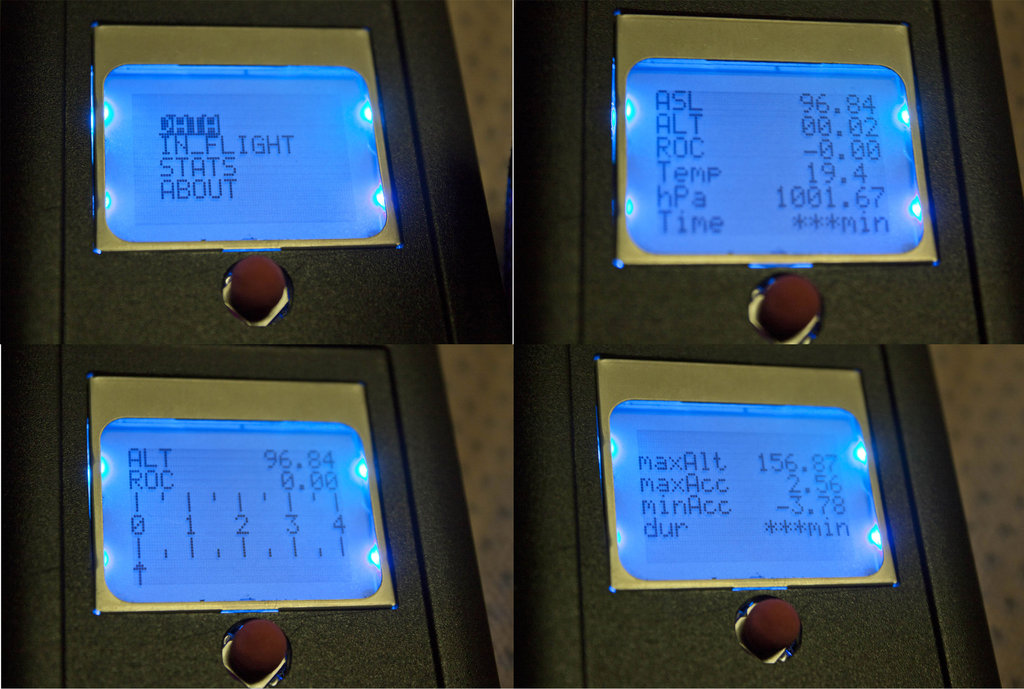 DATA
IN_FLIGHT
STATS
ABOUT
ASL 96.84
ALT 00.02
ROC -0.00
Temp 19.4
hPa 1001.67
Time ***min
ALT 96.84
ROC 0.00
0 1 2 3 4
maxAlt 156.87
maxAcc 2.56
minAcc -3.78
dur ***min